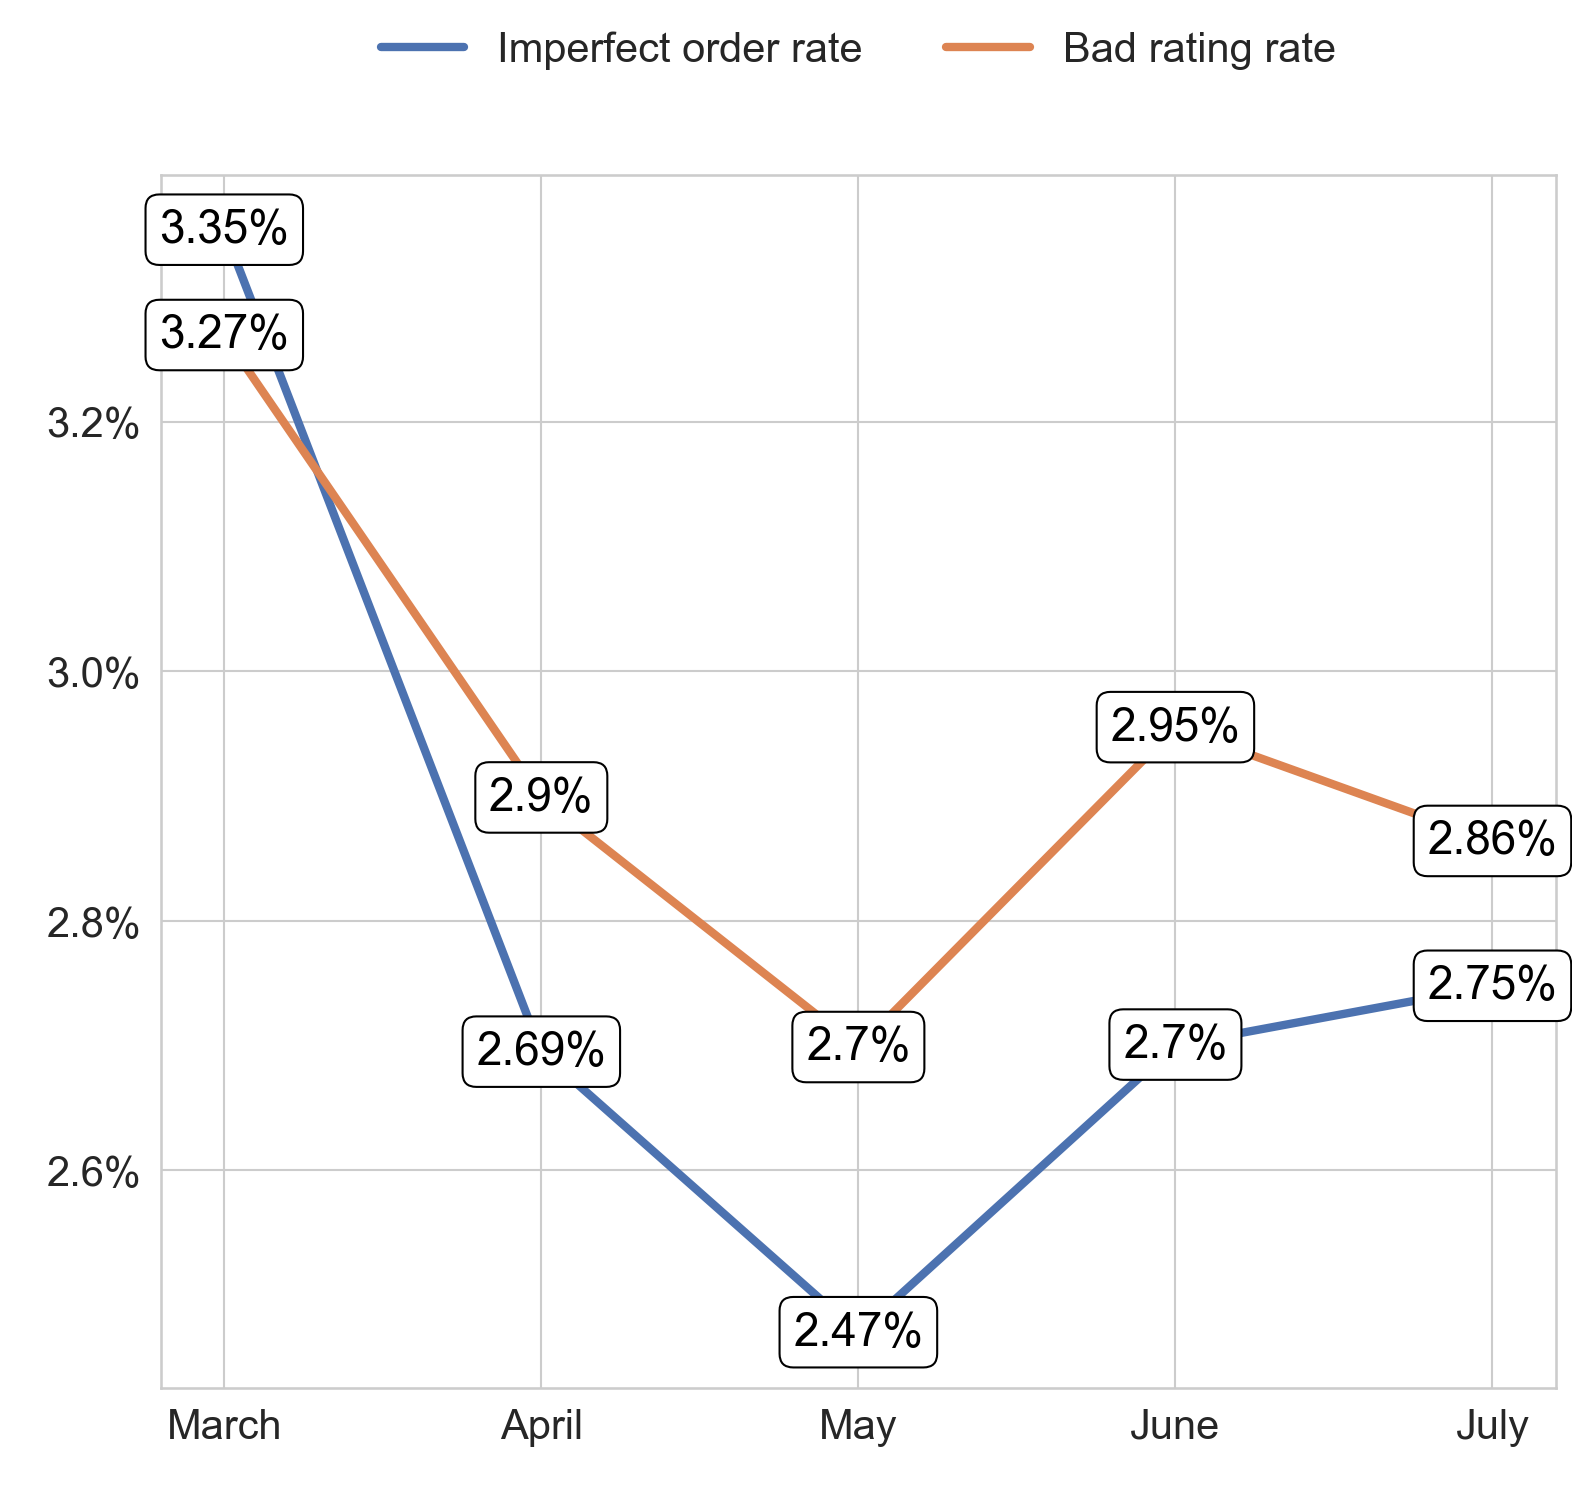 Imperfect order rate
Bad rating rate
3.35%
3.27%
3.2%
3.0%
2.95%
2.9%
2.86%
2.8%
2.75%
2.69%
2.7%
2.7%
2.6%
2.47%
March
April
May
June
July